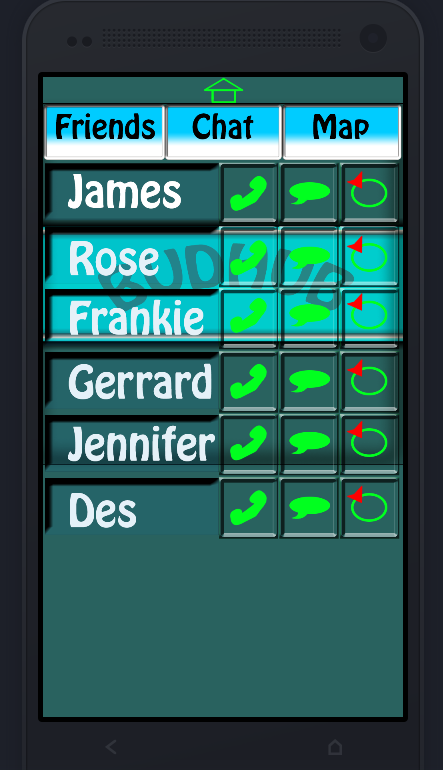 Friends Chat Map
James
BUDHUB
Rose
Frankie
Gerrard
Jennifer
Des